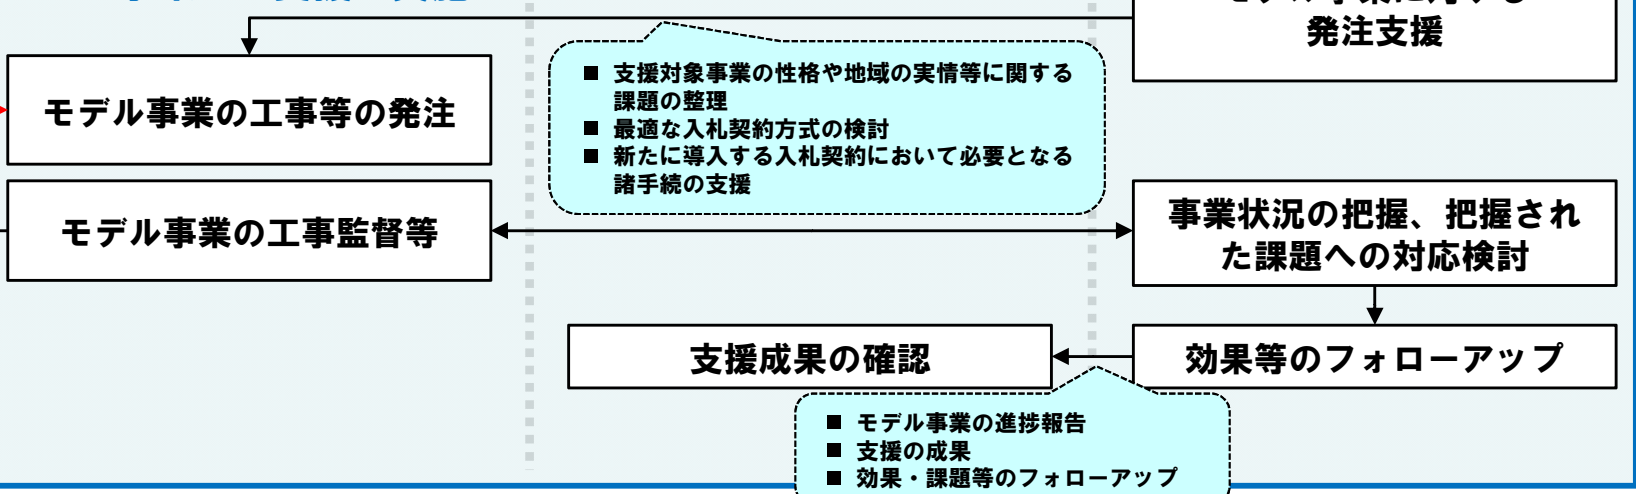 発注支援
支援対象事業の性格や地域の実情等に関する
課題の整理
最適な入札契約方式の検討
新たに導入する入札契約において必要となる
諸手続の支援
モデル事業の工事等の発注
モデル事業の工事監督等
事業状況の把握、把握され
た課題への対応検討
支援成果の確認
効果等のフォローアップ
モデル事業の進捗報告
支援の成果
効果・課題等のフォローアップ